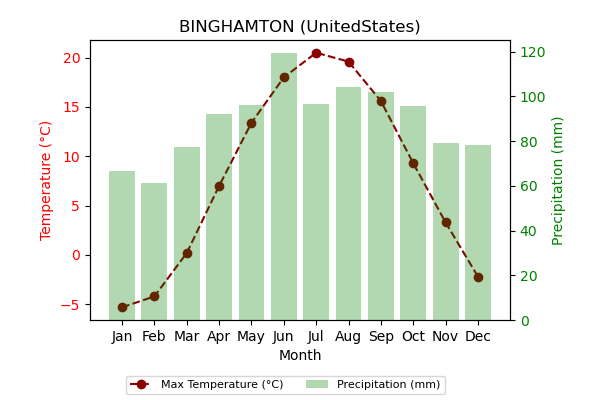 BINGHAMTON (UnitedStates)
Temperature (°C)
20
15
10
5
0
−5
120
100
80
60
40
20
0
Precipitation (mm)
Jan Feb Mar Apr May Jun Jul Aug Sep Oct Nov Dec
Month
Max Temperature (°C) Precipitation (mm)